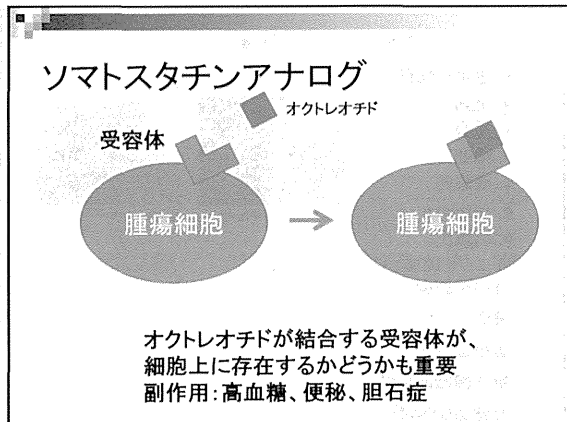 ソマトスタチンアナログ
オクトレオチド
受容体
腫瘍細胞
腫瘍細胞
オクトレオチドが結合する受容体が、
細胞上に存在するかどうかも重要
副作用:高血糖、便秘、胆石症